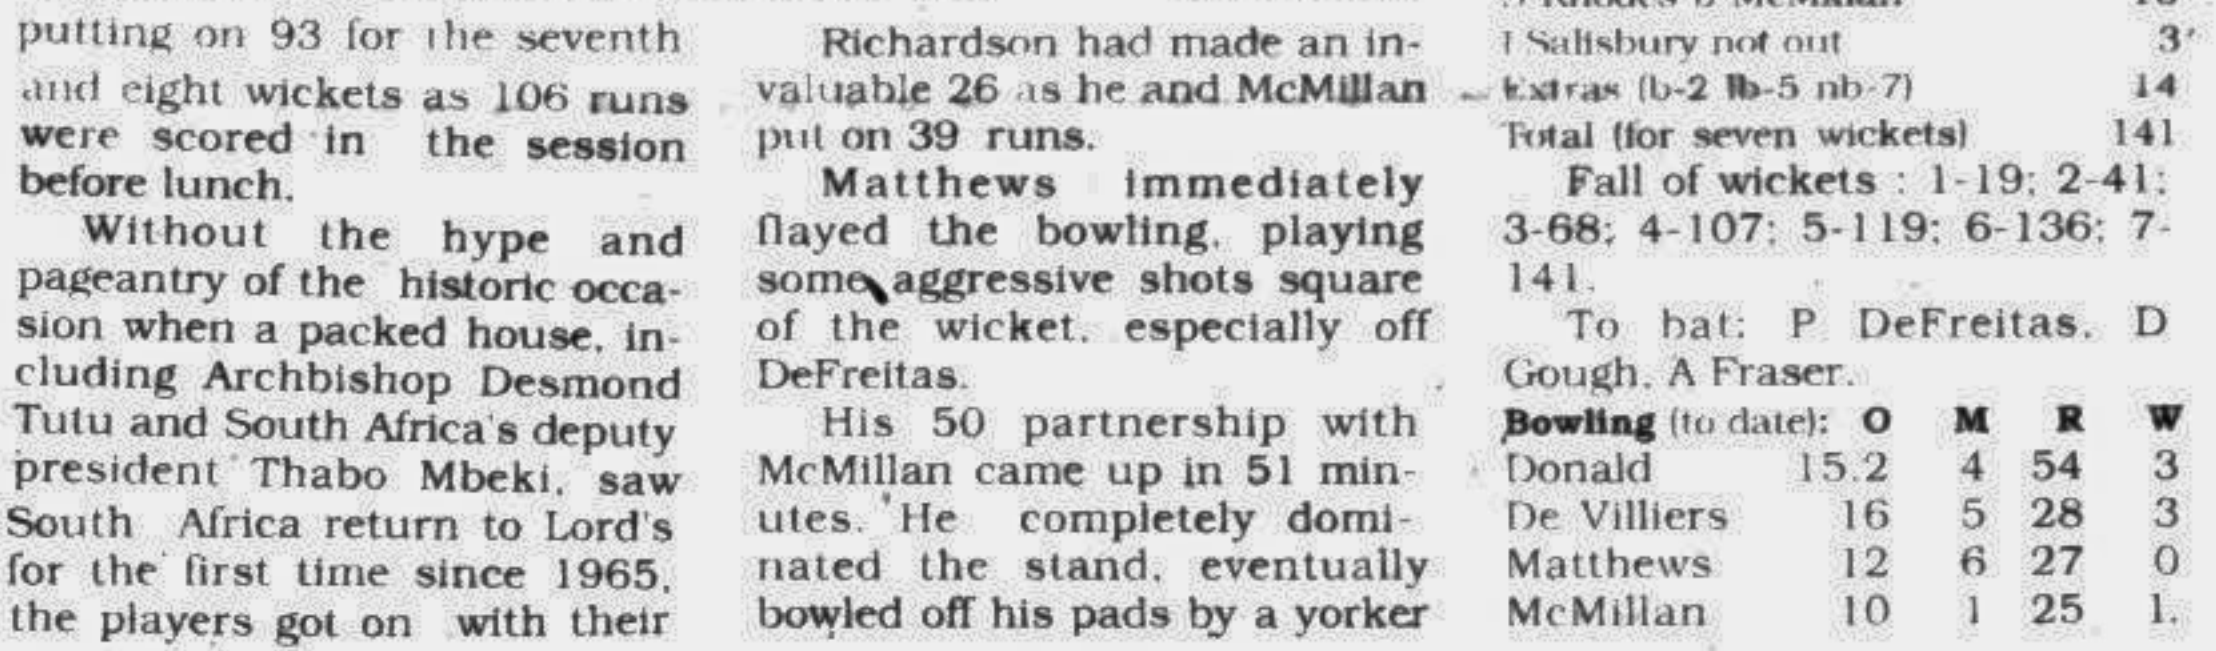 putting on 93 for the seventh
and eight wickets as 106 runs
were scored in the session
before lunch.
Without the hype and
pageantry of the historic occa-
sion when a packed house, in-
cluding Archbishop Desmond
Tutu and South Africa's deputy
president Thabo Mbeki, saw
South Africa return to Lord's
for the first time since 1965,
the players got on with their
Richardson had made an in-
valuable 26 as he and McMillan
put on 39 runs.
Matthews immediately
flayed the bowling, playing
some aggressive shots square
of the wicket, especially off
DeFreitas.
His 50 partnership with
McMillan came up in 51 min-
utes. He completely domi-
nated the stand, eventually
bowled off his pads by a yorker
I Salisbury not out 3
Extras (b-2 lb-5 nb-7) 14
Total (for seven wickets) 141
Fall of wickets : 1-19; 2-41;
3-68; 4-107; 5-119; 6-136; 7-
141.
To bat: P DeFreitas, D
Gough, A Fraser.
Bowling (to date): O M R W
Donald 15.2 4 54 3
De Villiers 16 5 28 3
Matthews 12 6 27 0
McMillan 10 1 25 1.